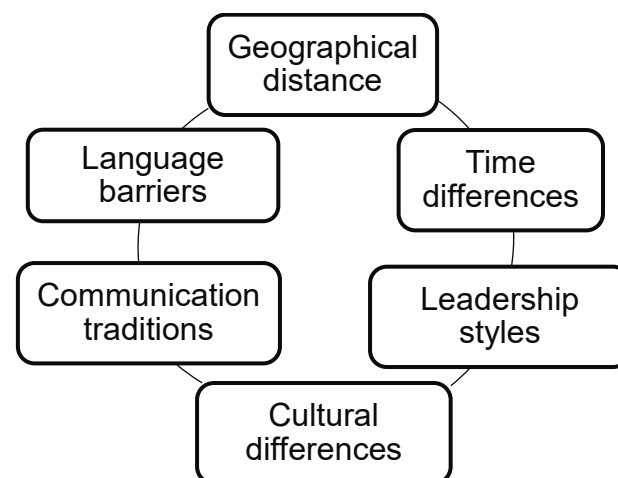 Geographical
distance
Time
differences
Leadership
styles
Cultural
differences
Communication
traditions
Language
barriers